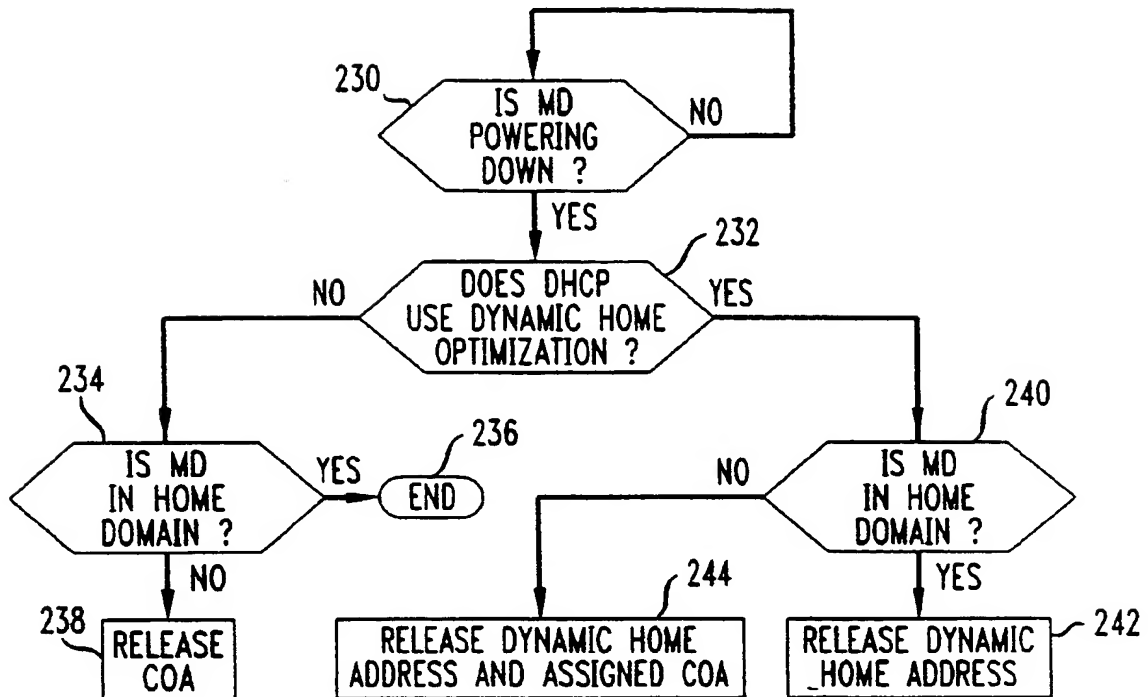 230
IS MD
POWERING
DOWN ?
NO
YES
232
DOES DHCP
USE DYNAMIC HOME
OPTIMIZATION ?
NO
YES
234
IS MD
IN HOME
DOMAIN ?
YES
236
END
NO
238
RELEASE
COA
240
IS MD
IN HOME
DOMAIN ?
NO
YES
244
RELEASE DYNAMIC HOME
ADDRESS AND ASSIGNED COA
RELEASE DYNAMIC
HOME ADDRESS
242